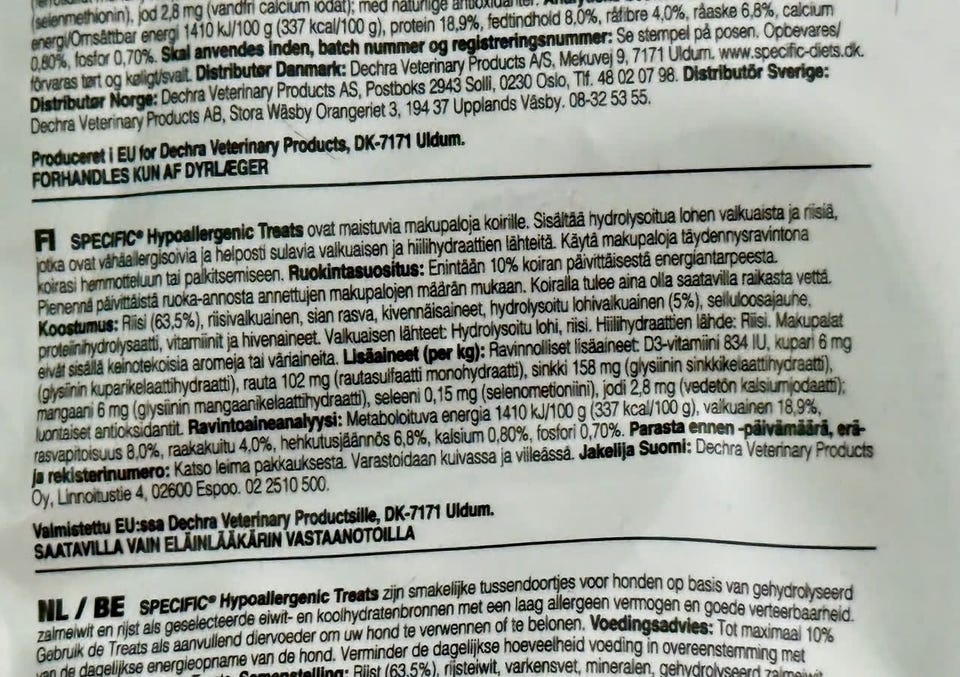 (selenmethionin), jod 2,8 mg (vandfri calcium iodat); med naturlige antioxidanter.
energi/Omsättbar energi 1410 kJ/100 g (337 kcal/100 g), protein 18,9%, fedtindhold 8,0%, råfibre 4,0%, råaske 6,8%, calcium
0,80%, fosfor 0,70%. Skal anvendes inden, batch nummer og registreringsnummer: Se stempel på posen. Opbevares/
förvaras tørt og køligt/svalt. Distributør Danmark: Dechra Veterinary Products A/S, Mekuvej 9, 7171 Uldum. www.specific-diets.dk.
Distributør Norge: Dechra Veterinary Products AS, Postboks 2943 Solli, 0230 Oslo, Tlf. 48 02 07 98. Distributör Sverige:
Dechra Veterinary Products AB, Stora Wäsby Orangeriet 3, 194 37 Upplands Väsby. 08-32 53 55.
Produceret i EU for Dechra Veterinary Products, DK-7171 Uldum.
FORHANDLES KUN AF DYRLÆGER
FI SPECIFIC® Hypoallergenic Treats ovat maistuvia makupaloja koirille. Sisältää hydrolysoitua lohen valkuaista ja riisiä,
jotka ovat vähäallergisoivia ja helposti sulavia valkuaisen ja hiilihydraattien lähteitä. Käytä makupaloja täydennysravintona
koirasi hemmotteluun tai palkitsemiseen. Ruokintasuositus: Enintään 10% koiran päivittäisestä energiantarpeesta.
Pienennä päivittäistä ruoka-annosta annettujen makupalojen määrän mukaan. Koiralla tulee aina olla saatavilla raikasta vettä.
Koostumus: Riisi (63,5%), riisivalkuainen, sian rasva, kivennäisaineet, hydrolysoitu lohivalkuainen (5%), selluloosajauhe,
proteiinihydrolysaatti, vitamiinit ja hivenaineet. Valkuaisen lähteet: Hydrolysoitu lohi, riisi. Hiilihydraattien lähde: Riisi. Makupalat
eivät sisällä keinotekoisia aromeja tai väriaineita. Lisäaineet (per kg): Ravinnolliset lisäaineet: D3-vitamiini 834 IU, kupari 6 mg
(glysiinin kuparikelaattihydraatti), rauta 102 mg (rautasulfaatti monohydraatti), sinkki 158 mg (glysiinin sinkkikelaattihydraatti),
mangaani 6 mg (glysiinin mangaanikelaattihydraatti), seleeni 0,15 mg (selenometioniini), jodi 2,8 mg (vedetön kalsiumjodaatti);
luontaiset antioksidantit. Ravintoaineanalyysi: Metaboloituva energia 1410 kJ/100 g (337 kcal/100 g), valkuainen 18,9%,
rasvapitoisuus 8,0%, raakakuitu 4,0%, hehkutusjäännös 6,8%, kalsium 0,80%, fosfori 0,70%. Parasta ennen -päivämäärä, erä-
ja rekisterinumero: Katso leima pakkauksesta. Varastoidaan kuivassa ja viileässä. Jakelija Suomi: Dechra Veterinary Products
Oy, Linnoitustie 4, 02600 Espoo. 02 2510 500.
Valmistettu EU:ssa Dechra Veterinary Productsille, DK-7171 Uldum.
SAATAVILLA VAIN ELÄINLÄÄKÄRIN VASTAANOTOILLA
NL / BE SPECIFIC® Hypoallergenic Treats zijn smakelijke tussendoortjes voor honden op basis van gehydrolyseerd
zalmeiwit en rijst als geselecteerde eiwit- en koolhydratenbronnen met een laag allergeen vermogen en goede verteerbaarheid.
Gebruik de Treats als aanvullend diervoeder om uw hond te verwennen of te belonen. Voedingsadvies: Tot maximaal 10%
van de dagelijkse energieopname van de hond. Verminder de dagelijkse hoeveelheid voeding in overeenstemming met
Samenstelling: Rijst (63,5%), rijsteiwit, varkensvet, mineralen, gehydrolyseerd zalmeiwit